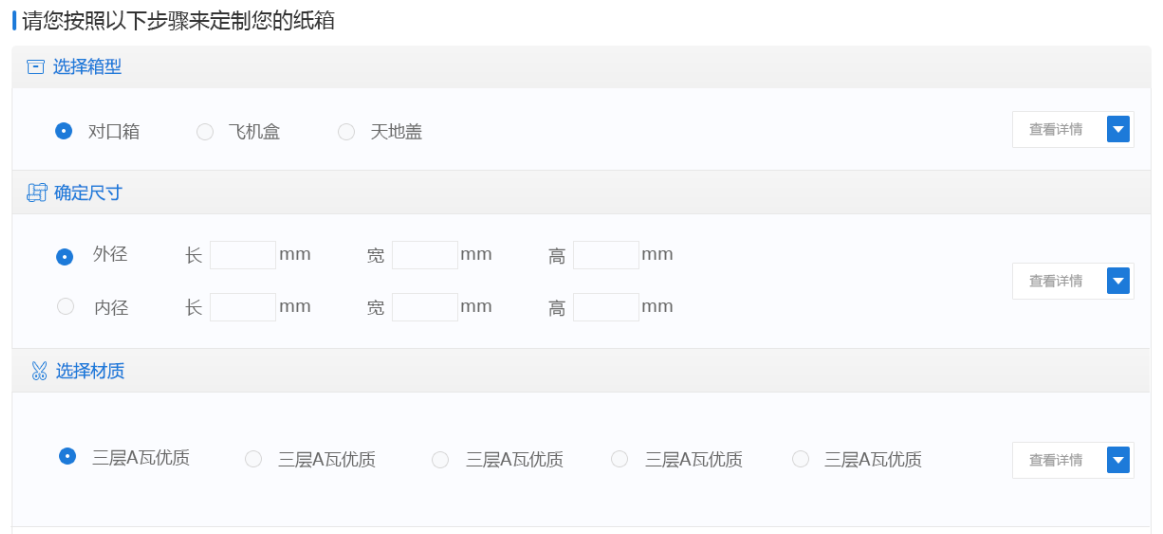 请您按照以下步骤来定制您的纸箱
选择箱型
对口箱 飞机盒 天地盖 查看详情
确定尺寸
外径 长 mm 宽 mm 高 mm
查看详情
内径 长 mm 宽 mm 高 mm
选择材质
三层A瓦优质 三层A瓦优质 三层A瓦优质 三层A瓦优质 三层A瓦优质 查看详情